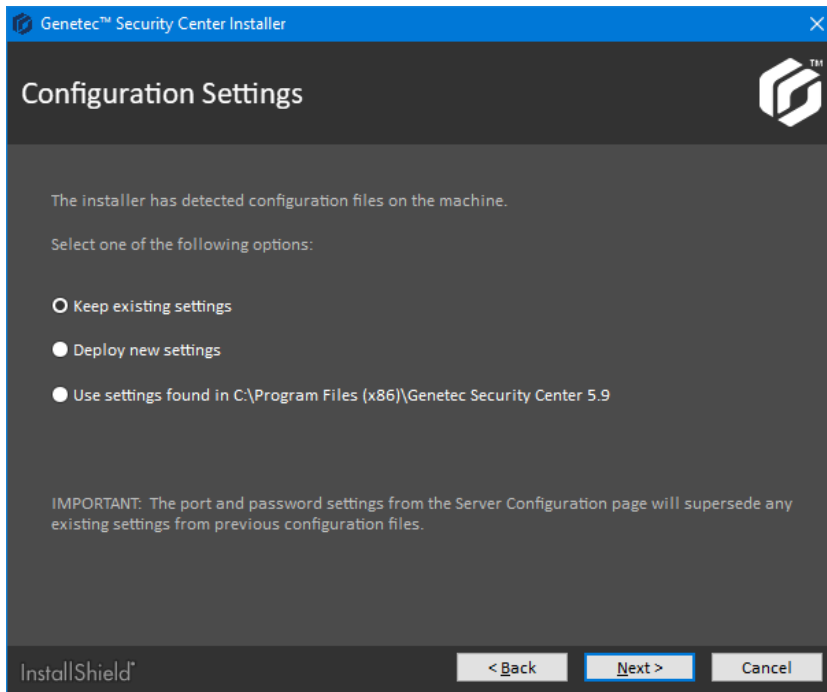 Genetec™ Security Center Installer
Configuration Settings
TM
The installer has detected configuration files on the machine.
Select one of the following options:
Keep existing settings
Deploy new settings
Use settings found in C:\Program Files (x86)\Genetec Security Center 5.9
IMPORTANT:  The port and password settings from the Server Configuration page will supersede any
existing settings from previous configuration files.
InstallShield®
< Back
Next >
Cancel